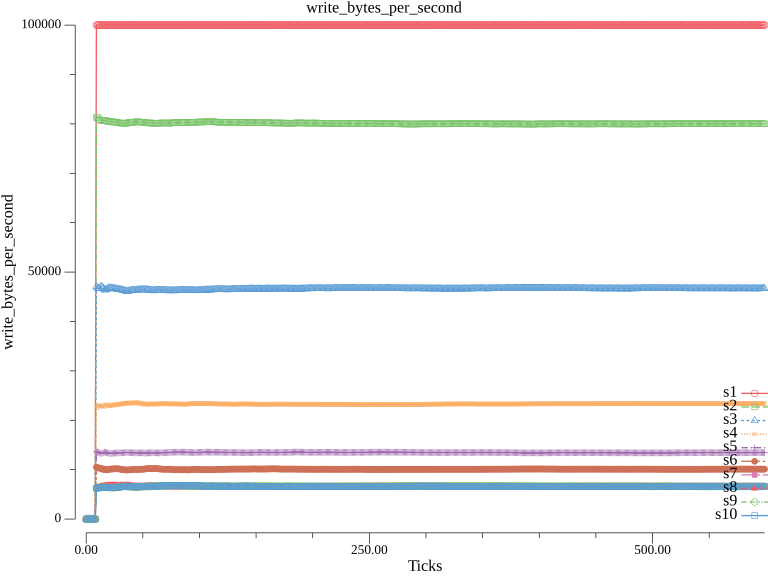 write_bytes_per_second
100000
50000
0
write_bytes_per_second
0.00
250.00
500.00
Ticks
s1
s2
s3
s4
s5
s6
s7
s8
s9
s10